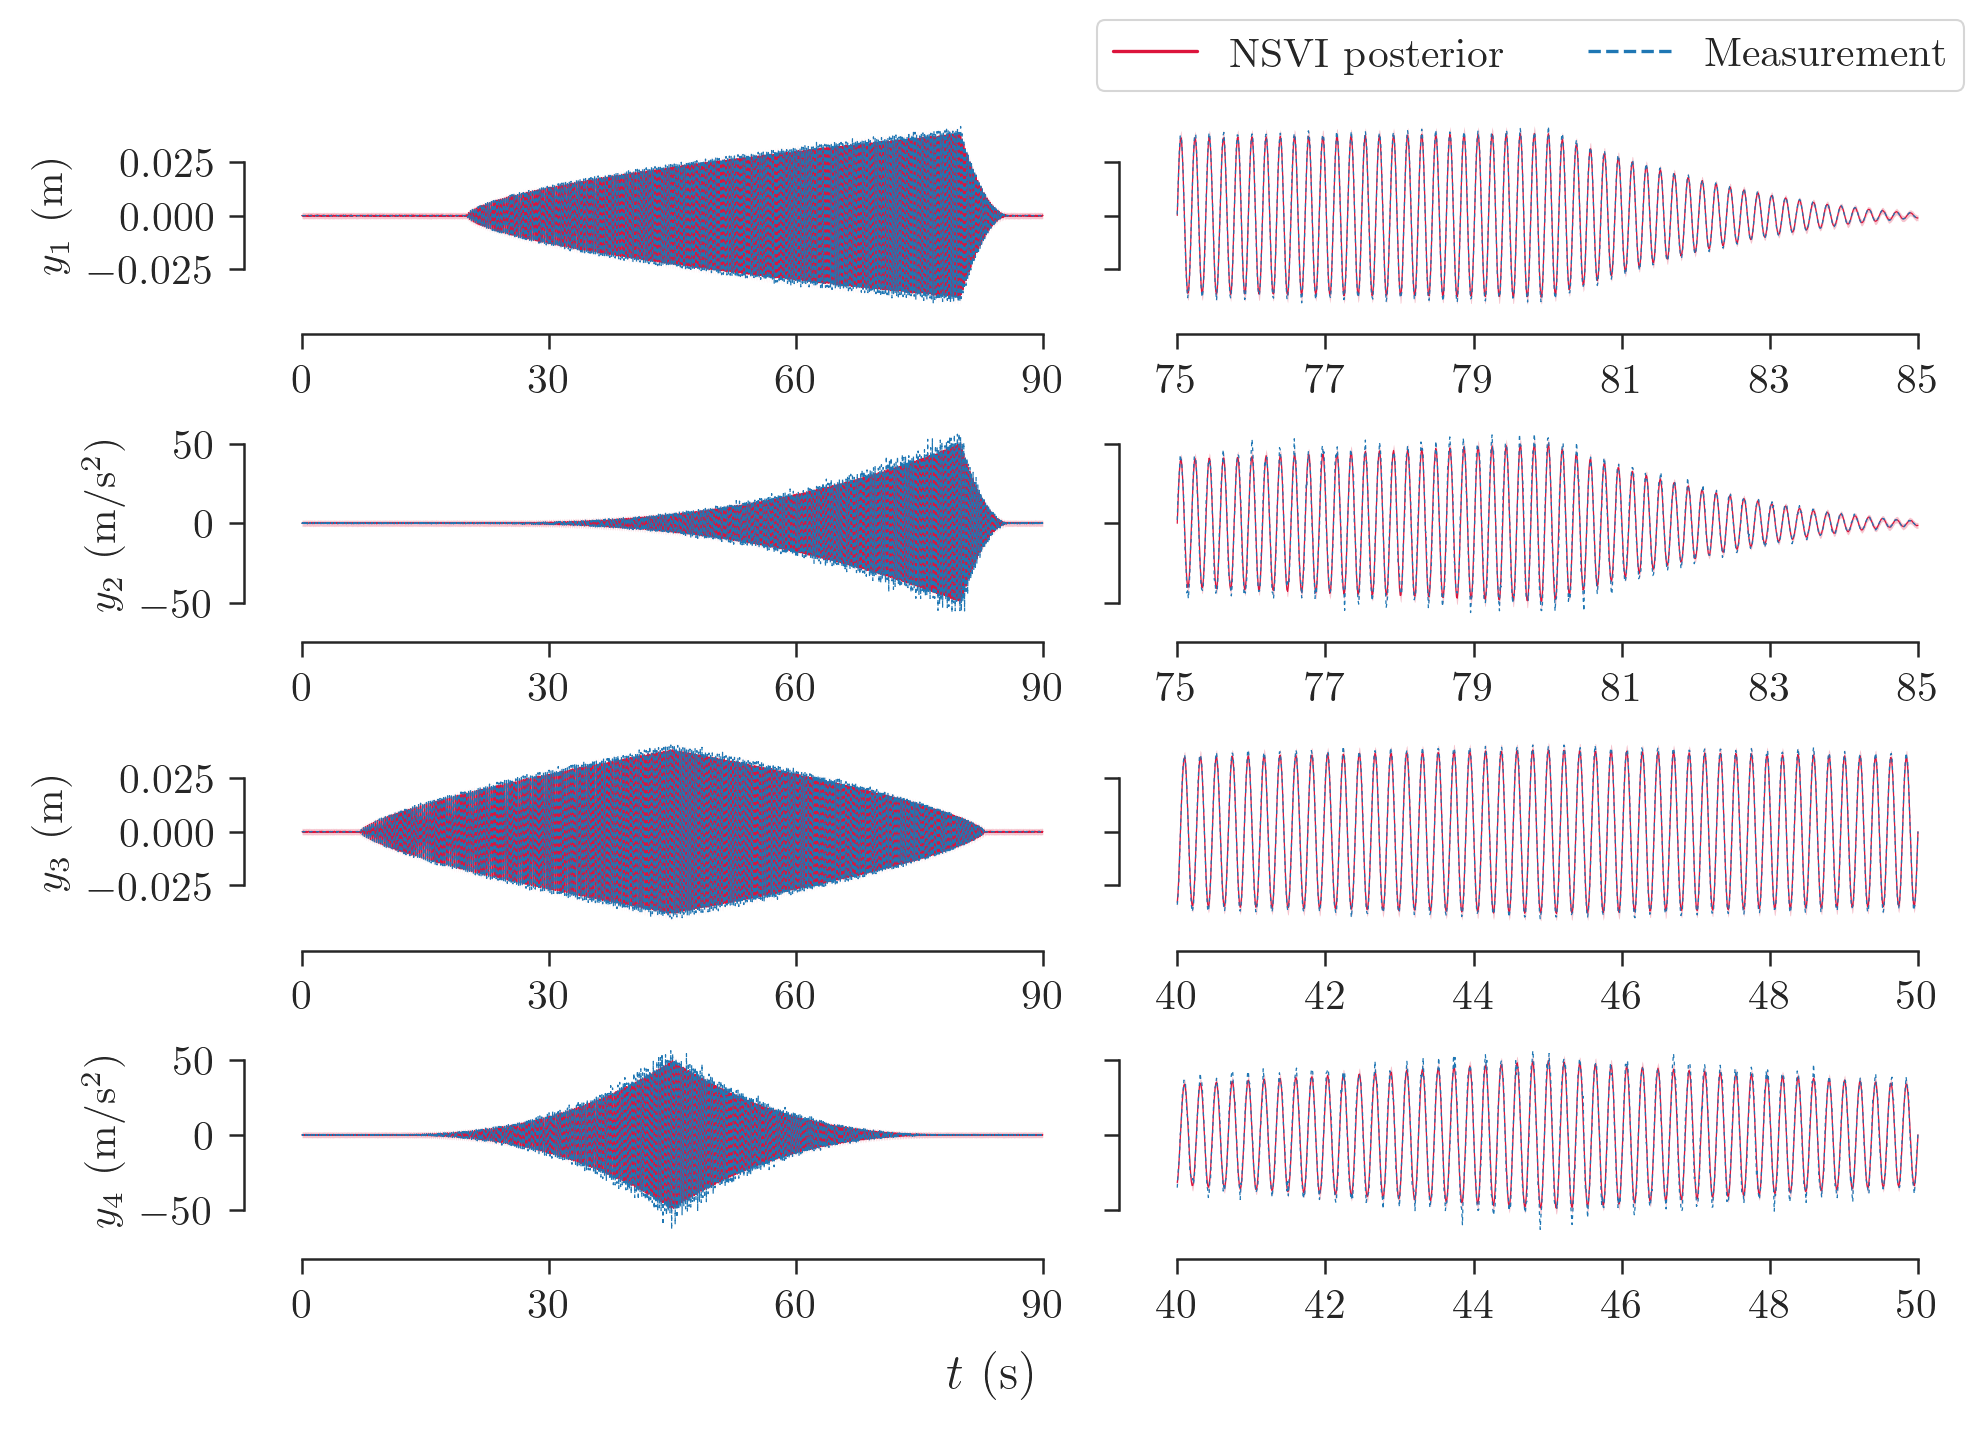 NSVI posterior Measurement
y₁ (m)
0.025
0.000
−0.025
0 30 60 90 75 77 79 81 83 85
y₂ (m/s²)
50
0
−50
0 30 60 90 75 77 79 81 83 85
y₃ (m)
0.025
0.000
−0.025
0 30 60 90 40 42 44 46 48 50
y₄ (m/s²)
50
0
−50
0 30 60 90 40 42 44 46 48 50
t (s)